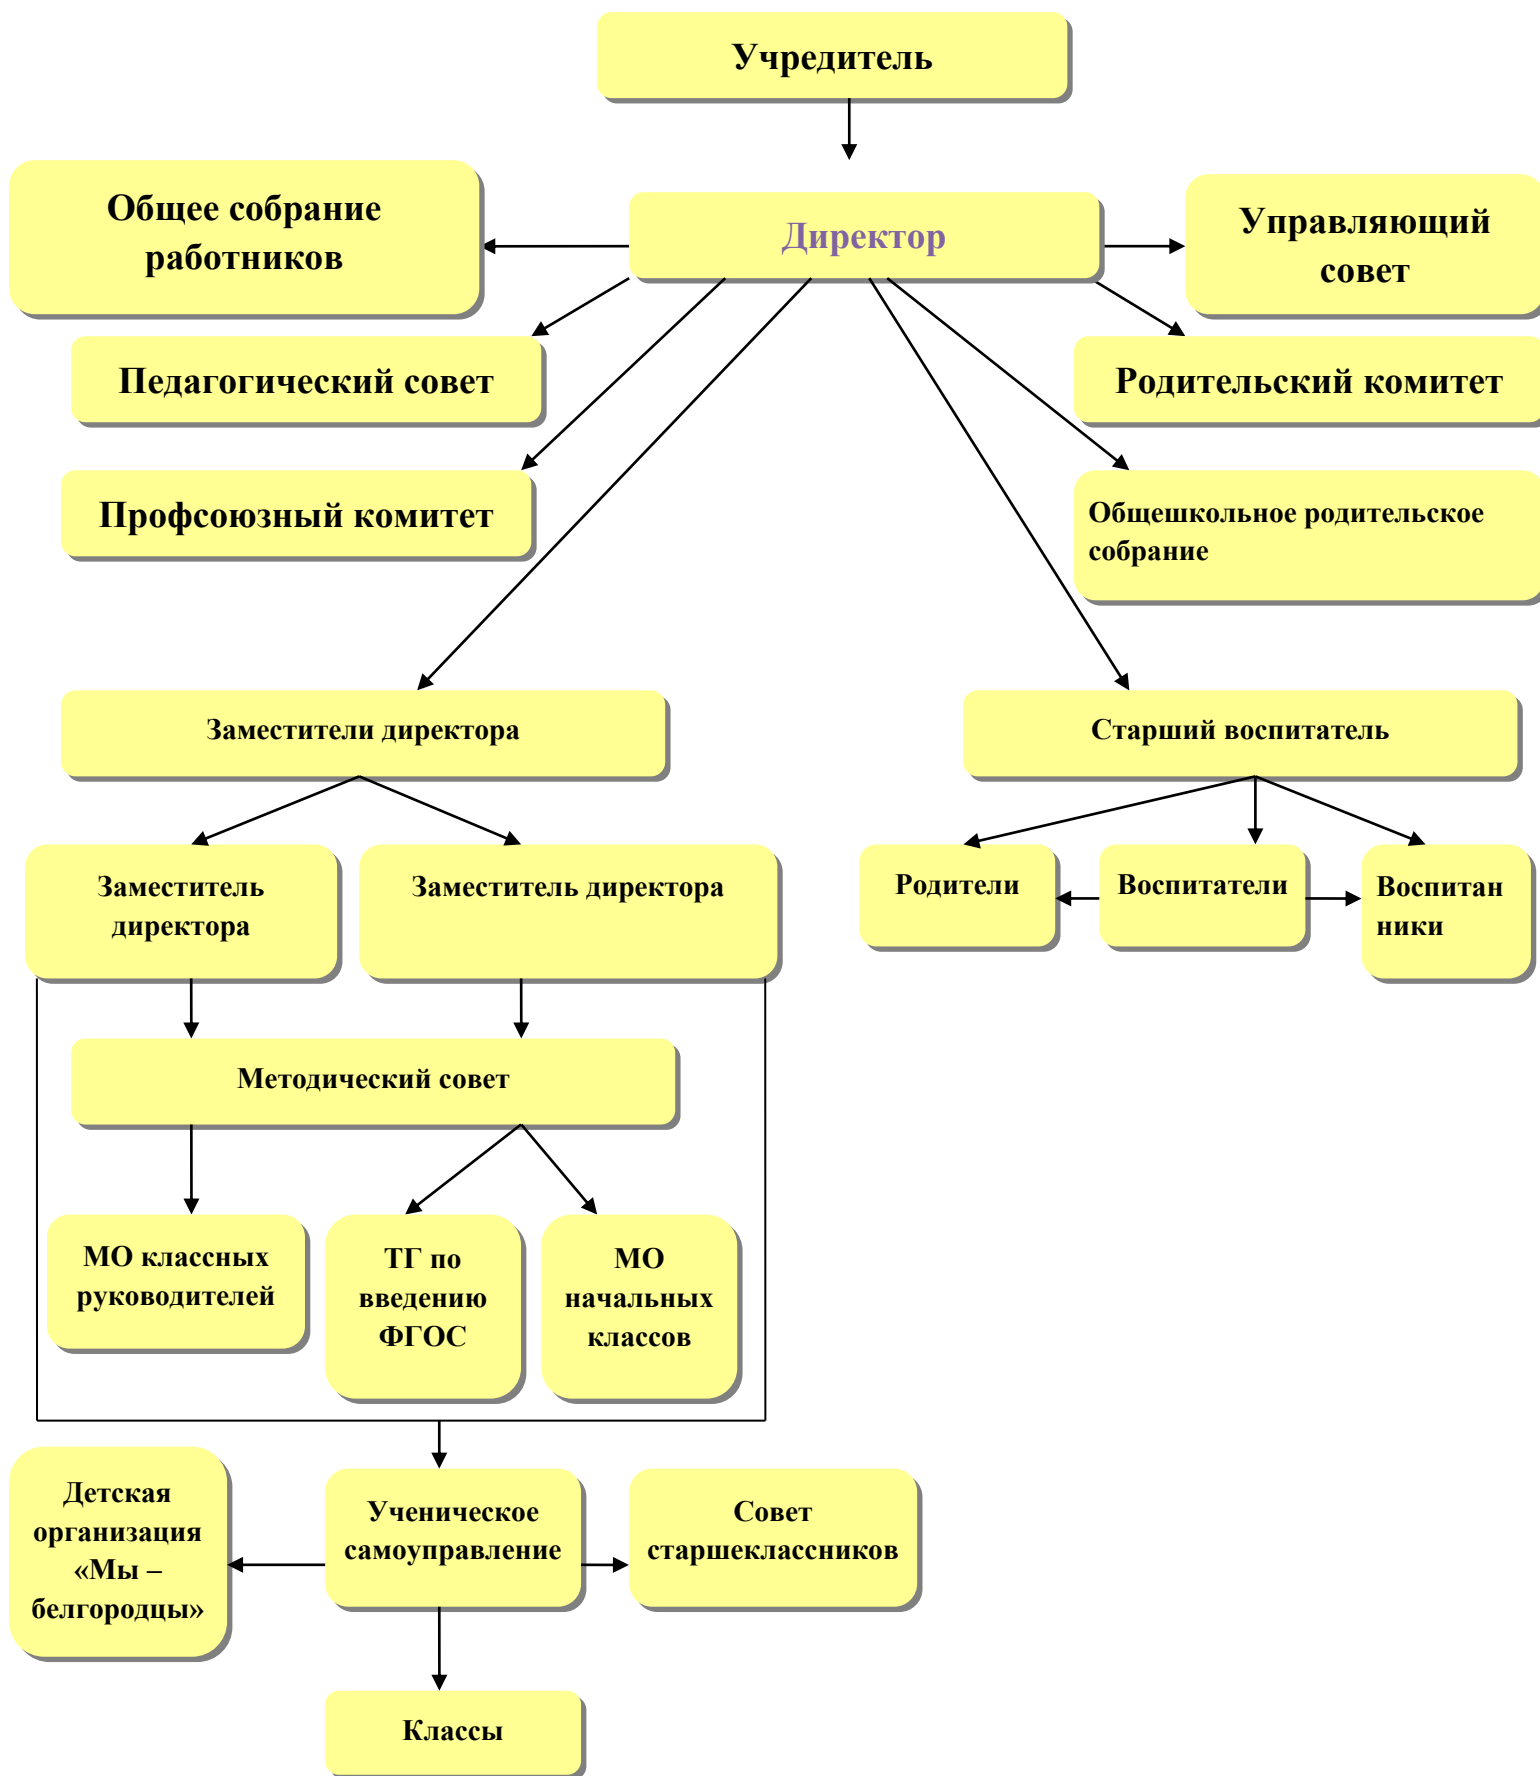 Учредитель
Общее собрание
работников
Директор
Управляющий
совет
Педагогический совет
Родительский комитет
Профсоюзный комитет
Общешкольное родительское
собрание
Заместители директора
Старший воспитатель
Заместитель
директора
Заместитель директора
Родители
Воспитатели
Воспитан
ники
Методический совет
МО классных
руководителей
ТГ по
введению
ФГОС
МО
начальных
классов
Детская
организация
«Мы –
белгородцы»
Ученическое
самоуправление
Совет
старшеклассников
Классы